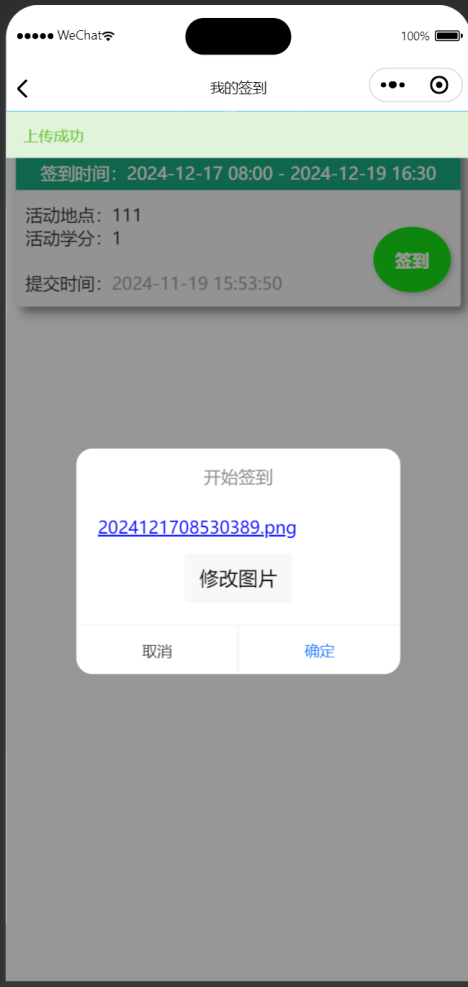 ●●●●● WeChat 100%
我的签到
上传成功
签到时间：2024-12-17 08:00 - 2024-12-19 16:30
活动地点：111
活动学分：1
签到
提交时间：2024-11-19 15:53:50
开始签到
2024121708530389.png
修改图片
取消 确定